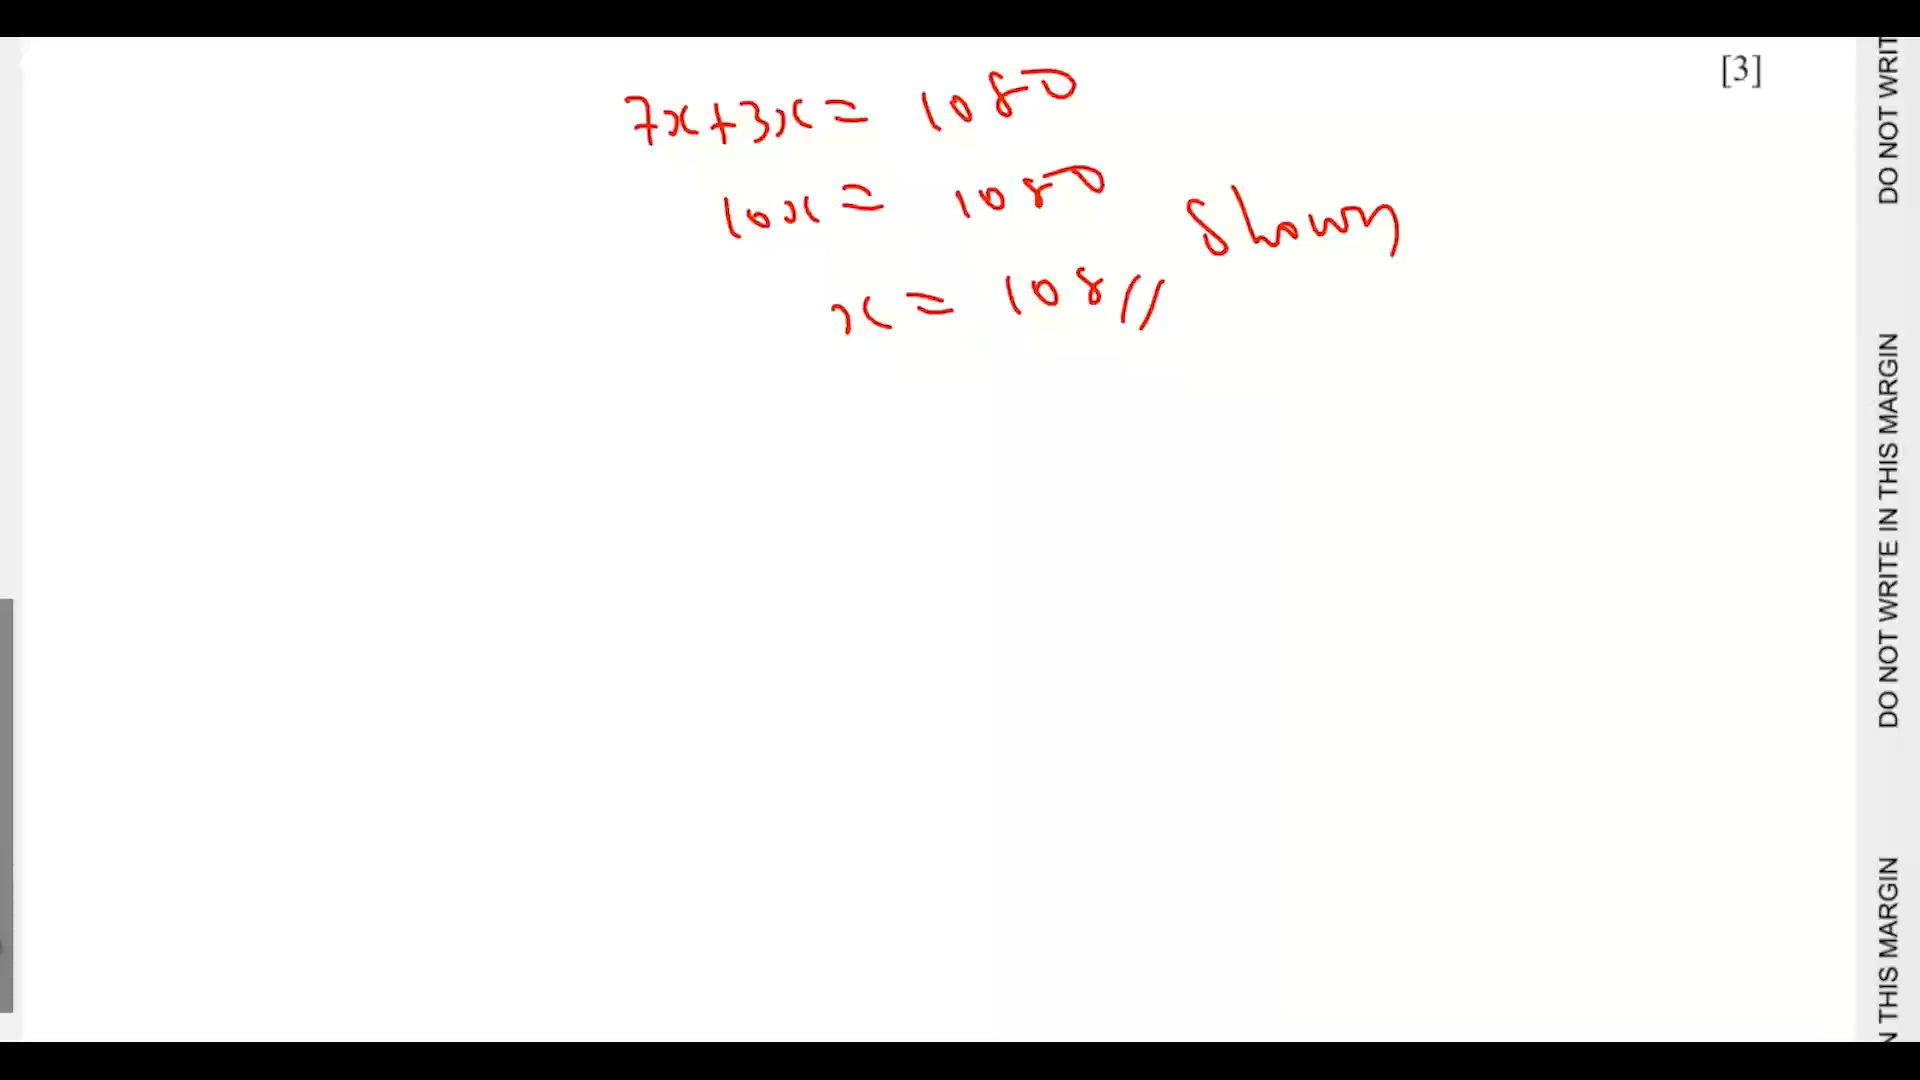 [3]
7x+3x= 1080
10x= 1080
shown
x= 108//
DO NOT WRIT
DO NOT WRITE IN THIS MARGIN
N THIS MARGIN